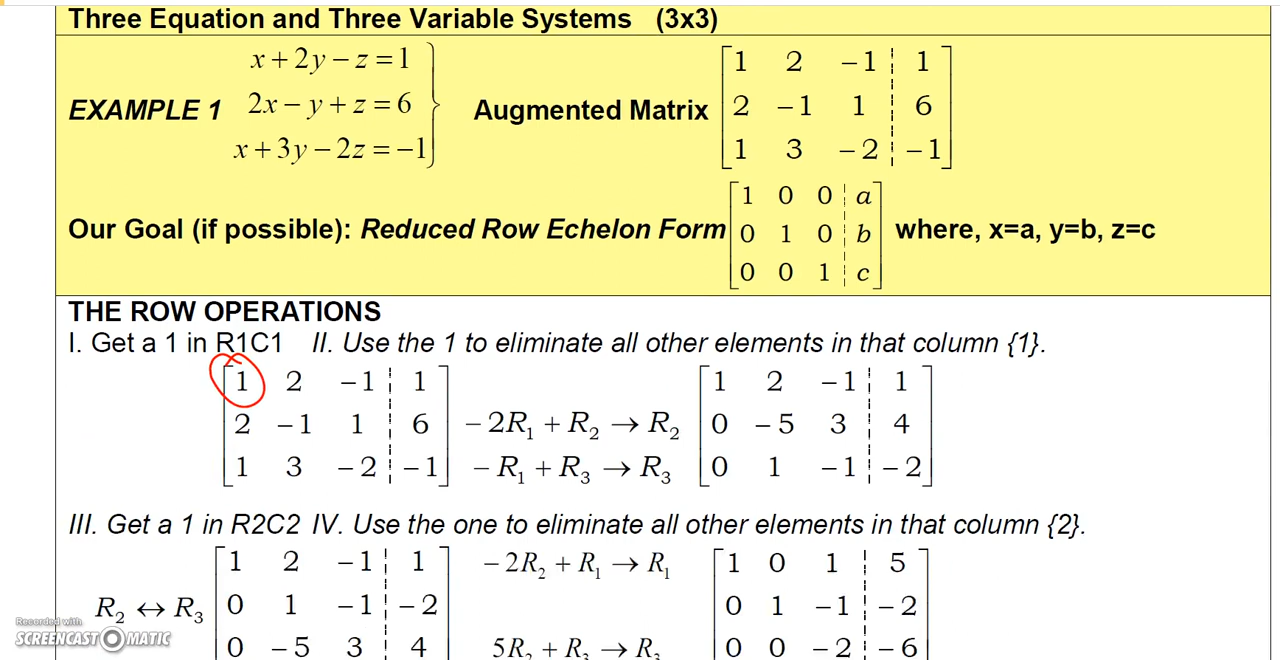 Three Equation and Three Variable Systems (3x3)
x + 2y − z = 1
EXAMPLE 1 2x − y + z = 6
x + 3y − 2z = −1
Augmented Matrix
1 2 −1 1
2 −1 1 6
1 3 −2 −1
Our Goal (if possible): Reduced Row Echelon Form
1 0 0 a
0 1 0 b
0 0 1 c
where, x=a, y=b, z=c
THE ROW OPERATIONS
I. Get a 1 in R1C1 II. Use the 1 to eliminate all other elements in that column {1}.
1 2 −1 1
2 −1 1 6
1 3 −2 −1
−2R₁ + R₂ → R₂
−R₁ + R₃ → R₃
1 2 −1 1
0 −5 3 4
0 1 −1 −2
III. Get a 1 in R2C2 IV. Use the one to eliminate all other elements in that column {2}.
R₂ ↔ R₃
1 2 −1 1
0 1 −1 −2
0 −5 3 4
−2R₂ + R₁ → R₁
5R₂ + R₃ → R₃
1 0 1 5
0 1 −1 −2
0 0 −2 −6
Recorded with
SCREENCAST-O-MATIC